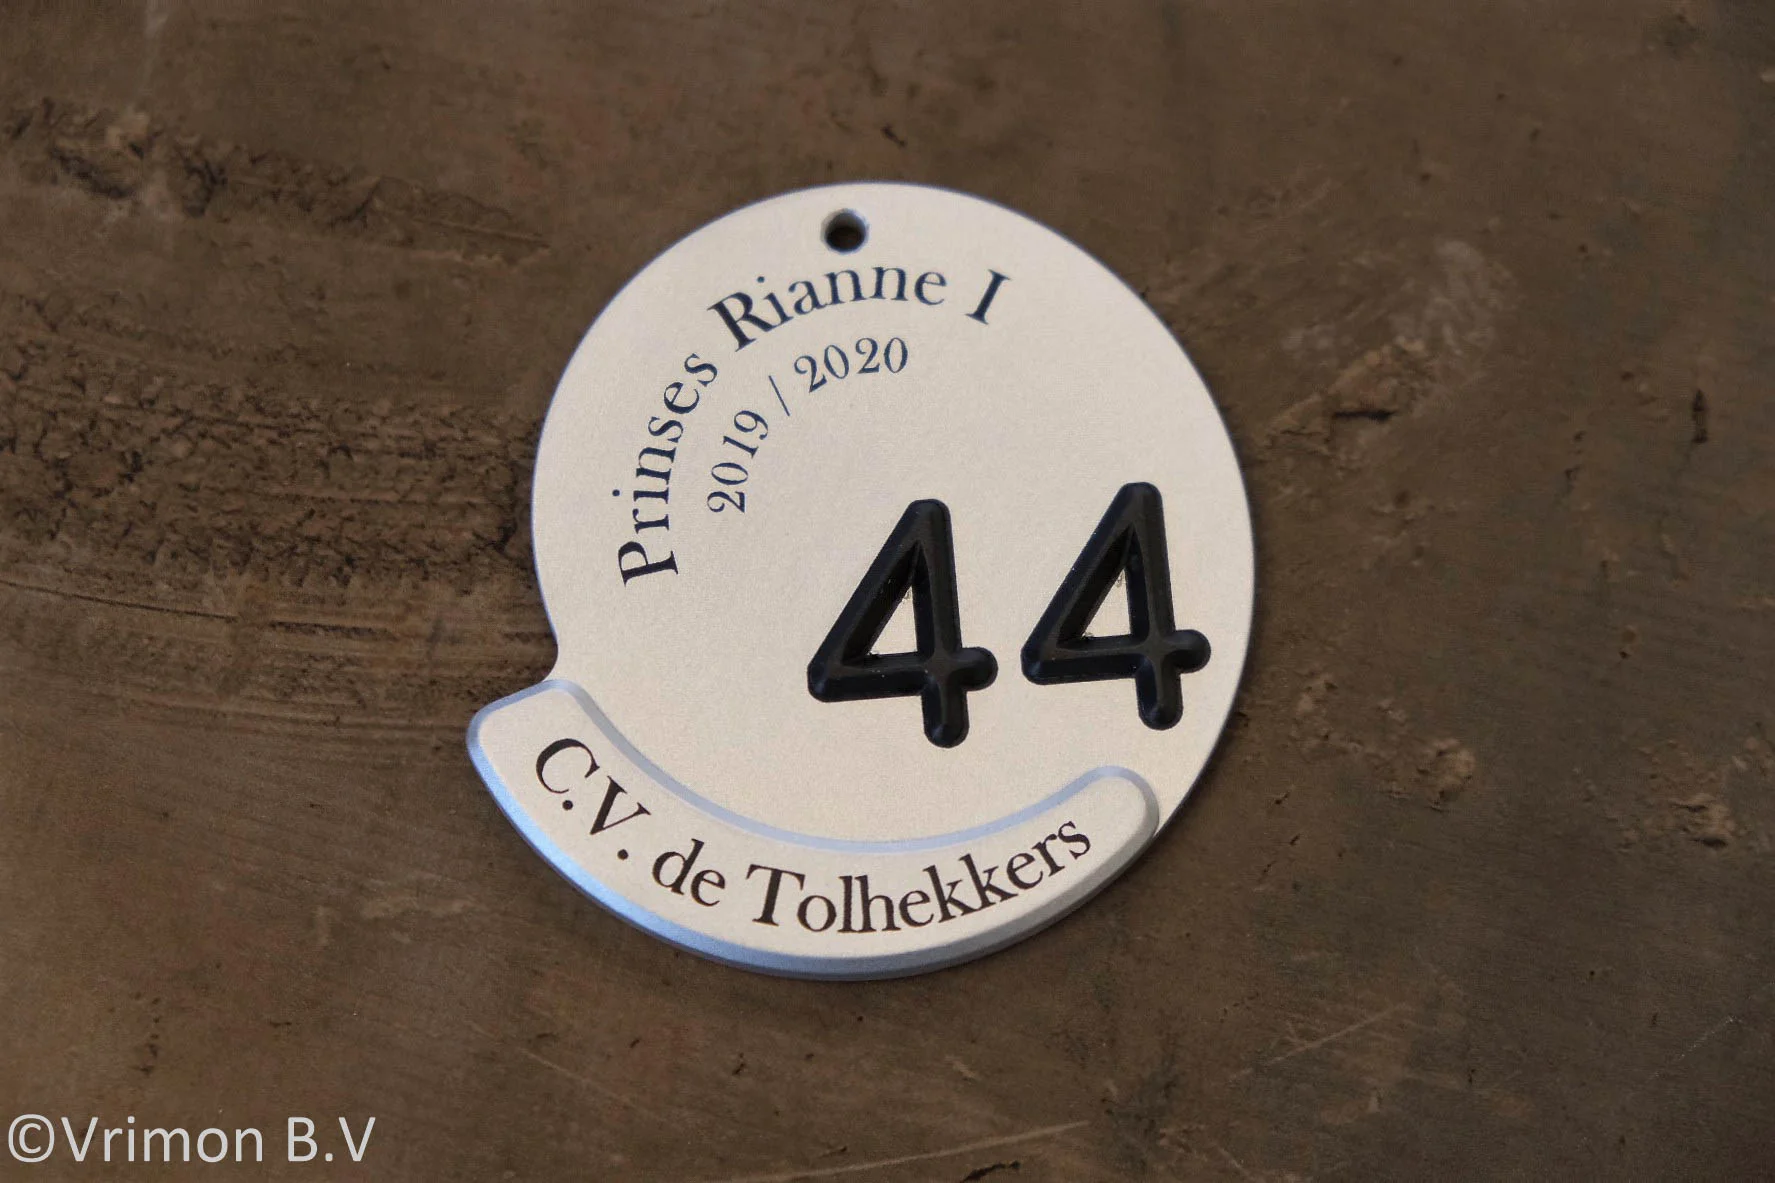 Prinses Rianne I
2019 / 2020
44
C.V. de Tolhekkers
©Vrimon B.V